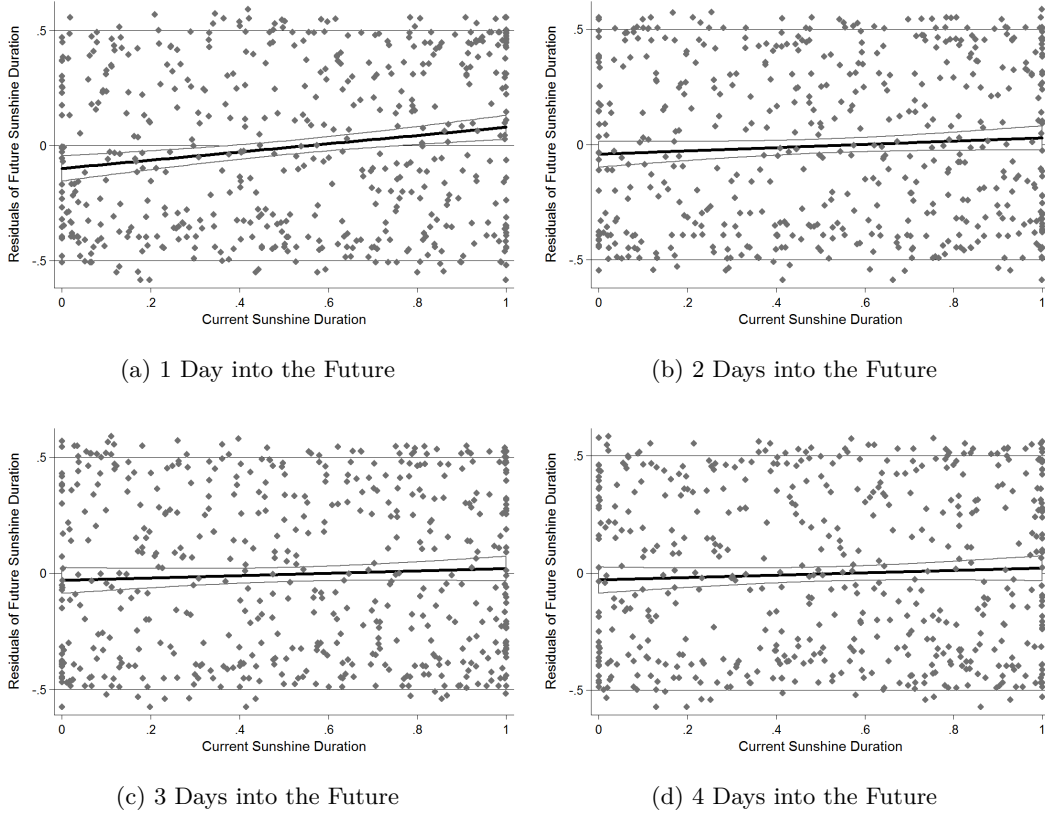 Residuals of Future Sunshine Duration
.5
0
-.5
0 .2 .4 .6 .8 1
Current Sunshine Duration
(a) 1 Day into the Future
Residuals of Future Sunshine Duration
.5
0
-.5
0 .2 .4 .6 .8 1
Current Sunshine Duration
(b) 2 Days into the Future
Residuals of Future Sunshine Duration
.5
0
-.5
0 .2 .4 .6 .8 1
Current Sunshine Duration
(c) 3 Days into the Future
Residuals of Future Sunshine Duration
.5
0
-.5
0 .2 .4 .6 .8 1
Current Sunshine Duration
(d) 4 Days into the Future